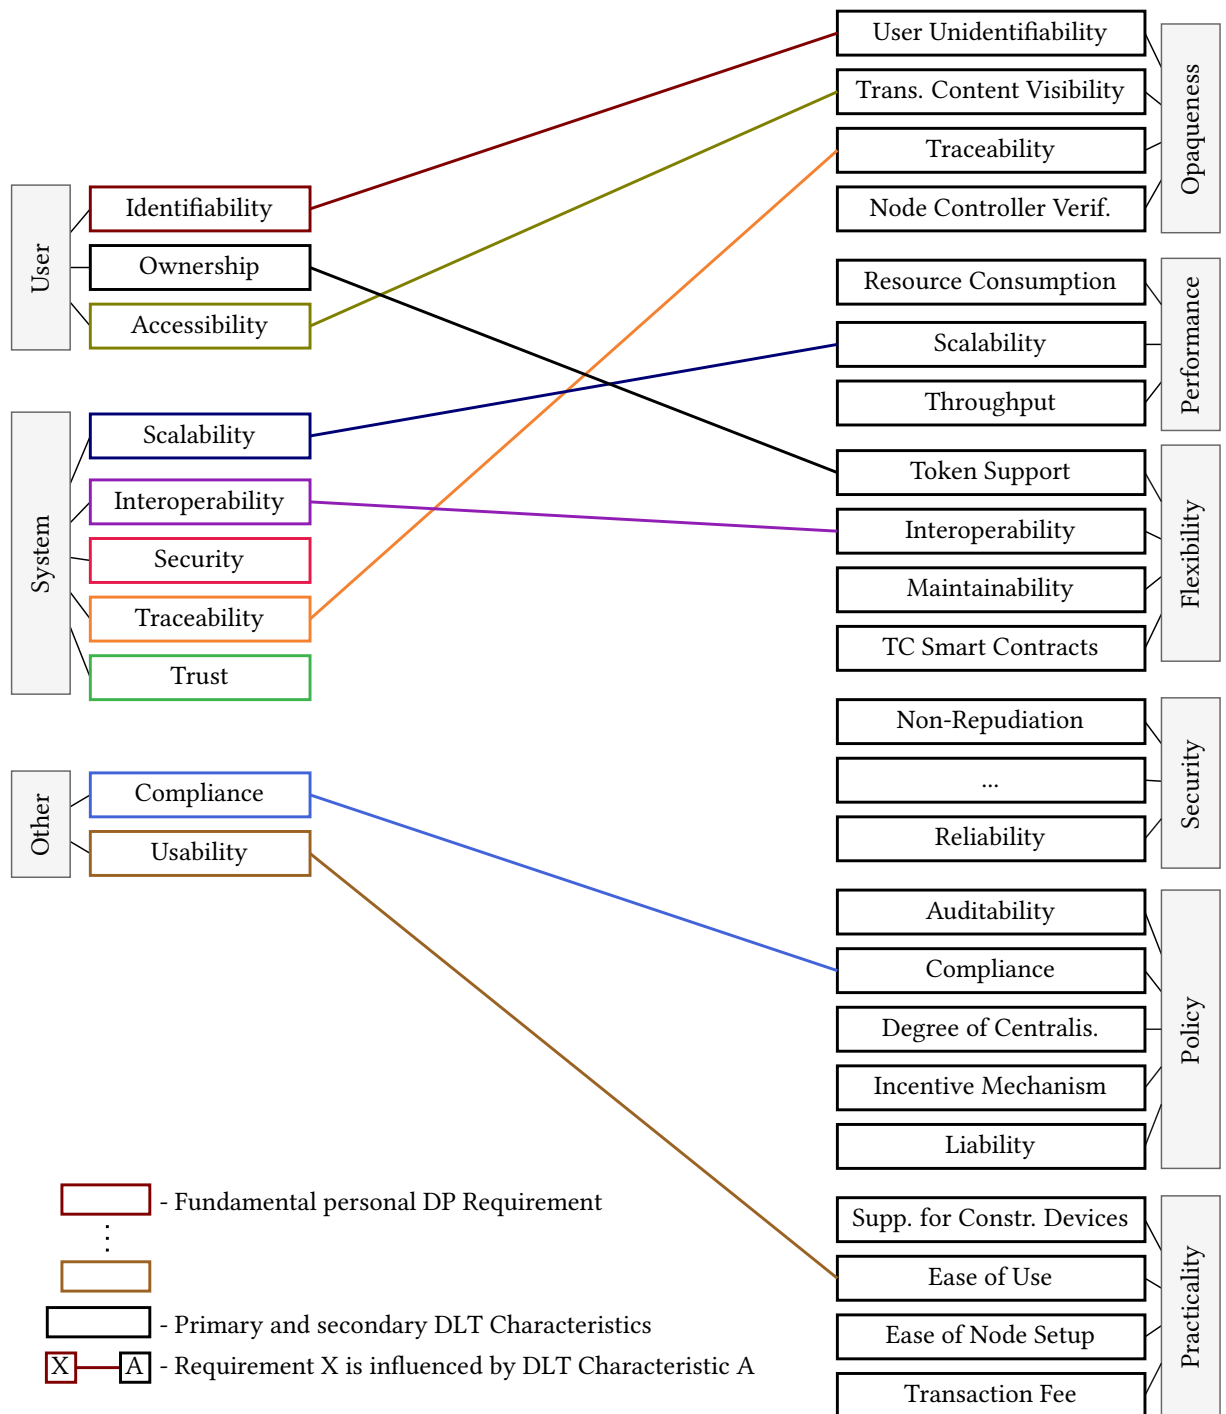 User
Identifiability
Ownership
Accessibility
System
Scalability
Interoperability
Security
Traceability
Trust
Other
Compliance
Usability
User Unidentifiability
Trans. Content Visibility
Traceability
Node Controller Verif.
Opaqueness
Resource Consumption
Scalability
Throughput
Performance
Token Support
Interoperability
Maintainability
TC Smart Contracts
Flexibility
Non-Repudiation
...
Reliability
Security
Auditability
Compliance
Degree of Centralis.
Incentive Mechanism
Liability
Policy
Supp. for Constr. Devices
Ease of Use
Ease of Node Setup
Transaction Fee
Practicality
- Fundamental personal DP Requirement
⋮
- Primary and secondary DLT Characteristics
X A - Requirement X is influenced by DLT Characteristic A